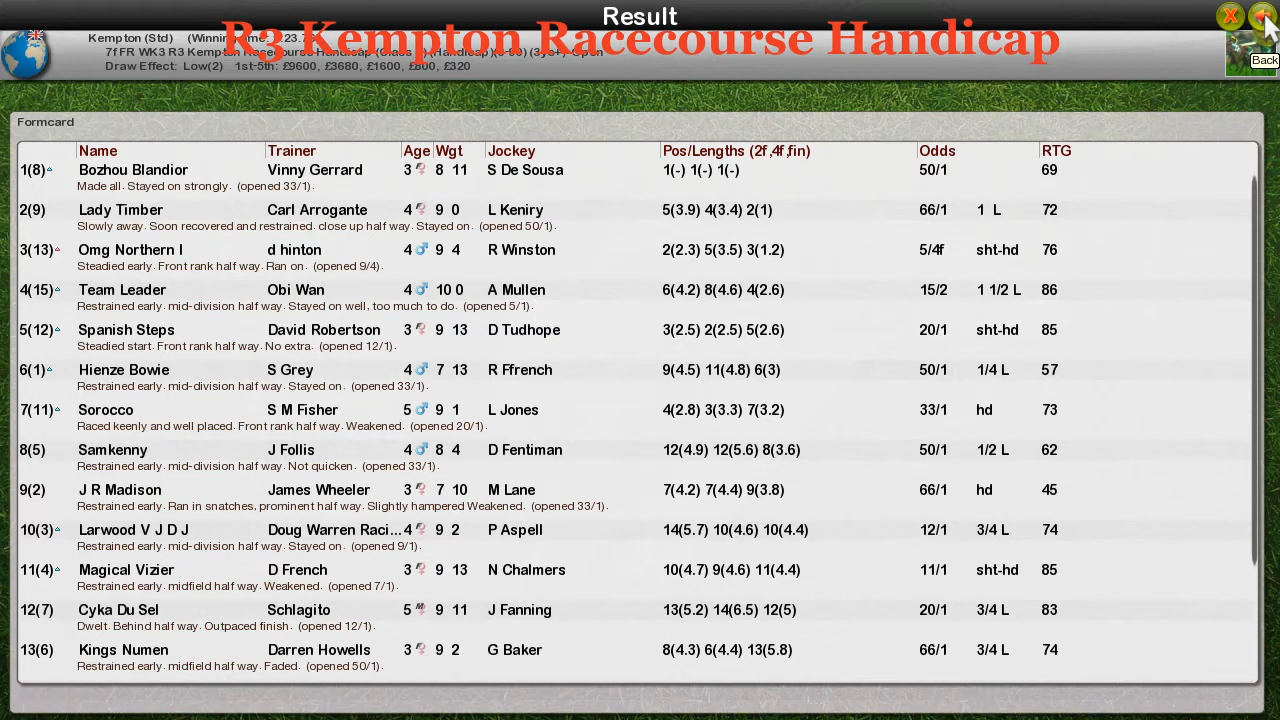 Result
R3 Kempton Racecourse Handicap
Kempton (Std) (Winning
7f FR WK3 R3 Kempton Racecourse Handicap (Class (Handicap) Open
Draw Effect: Low(2) 1st-5th: £9600, £3680, £1600, £800, £320
Back
Formcard
Name Trainer Age Wgt Jockey Pos/Lengths (2f,4f,fin) Odds RTG
1(8) Bozhou Blandior Vinny Gerrard 3 8 11 S De Sousa 1(-) 1(-) 1(-) 50/1 69
Made all. Stayed on strongly. (opened 33/1).
2(9) Lady Timber Carl Arrogante 4 9 0 L Keniry 5(3.9) 4(3.4) 2(1) 66/1 1 L 72
Slowly away. Soon recovered and restrained. close up half way. Stayed on. (opened 50/1).
3(13) Omg Northern I d hinton 4 9 4 R Winston 2(2.3) 5(3.5) 3(1.2) 5/4f sht-hd 76
Steadied early. Front rank half way. Ran on. (opened 9/4).
4(15) Team Leader Obi Wan 4 10 0 A Mullen 6(4.2) 8(4.6) 4(2.6) 15/2 1 1/2 L 86
Restrained early. mid-division half way. Stayed on well, too much to do. (opened 5/1).
5(12) Spanish Steps David Robertson 3 9 13 D Tudhope 3(2.5) 2(2.5) 5(2.6) 20/1 sht-hd 85
Steadied start. Front rank half way. No extra. (opened 12/1).
6(1) Hienze Bowie S Grey 4 7 13 R Ffrench 9(4.5) 11(4.8) 6(3) 50/1 1/4 L 57
Restrained early. mid-division half way. Stayed on. (opened 33/1).
7(11) Sorocco S M Fisher 5 9 1 L Jones 4(2.8) 3(3.3) 7(3.2) 33/1 hd 73
Raced keenly and well placed. Front rank half way. Weakened. (opened 20/1).
8(5) Samkenny J Follis 4 8 4 D Fentiman 12(4.9) 12(5.6) 8(3.6) 50/1 1/2 L 62
Restrained early. mid-division half way. Not quicken. (opened 33/1).
9(2) J R Madison James Wheeler 3 7 10 M Lane 7(4.2) 7(4.4) 9(3.8) 66/1 hd 45
Restrained early. Ran in snatches, prominent half way. Slightly hampered Weakened. (opened 33/1).
10(3) Larwood V J D J Doug Warren Raci... 4 9 2 P Aspell 14(5.7) 10(4.6) 10(4.4) 12/1 3/4 L 74
Restrained early. mid-division half way. Stayed on. (opened 9/1).
11(4) Magical Vizier D French 3 9 13 N Chalmers 10(4.7) 9(4.6) 11(4.4) 11/1 sht-hd 85
Restrained early. midfield half way. Weakened. (opened 7/1).
12(7) Cyka Du Sel Schlagito 5 9 11 J Fanning 13(5.2) 14(6.5) 12(5) 20/1 3/4 L 83
Dwelt. Behind half way. Outpaced finish. (opened 12/1).
13(6) Kings Numen Darren Howells 3 9 2 G Baker 8(4.3) 6(4.4) 13(5.8) 66/1 3/4 L 74
Restrained early. midfield half way. Faded. (opened 50/1).